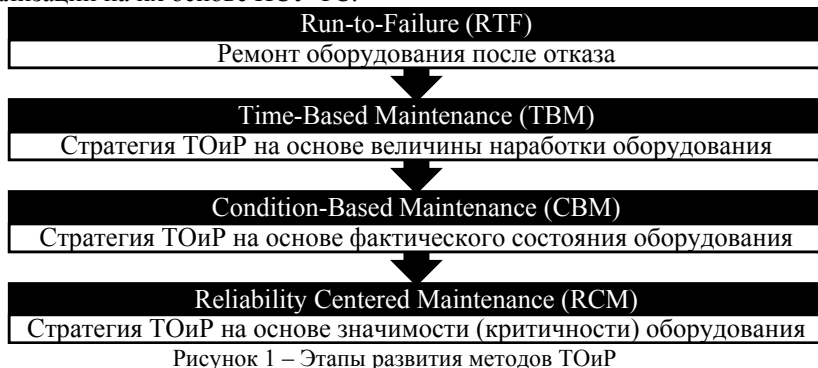 Run-to-Failure (RTF)
Ремонт оборудования после отказа
Time-Based Maintenance (TBM)
Стратегия ТОиР на основе величины наработки оборудования
Condition-Based Maintenance (CBM)
Стратегия ТОиР на основе фактического состояния оборудования
Reliability Centered Maintenance (RCM)
Стратегия ТОиР на основе значимости (критичности) оборудования
Рисунок 1 – Этапы развития методов ТОиР